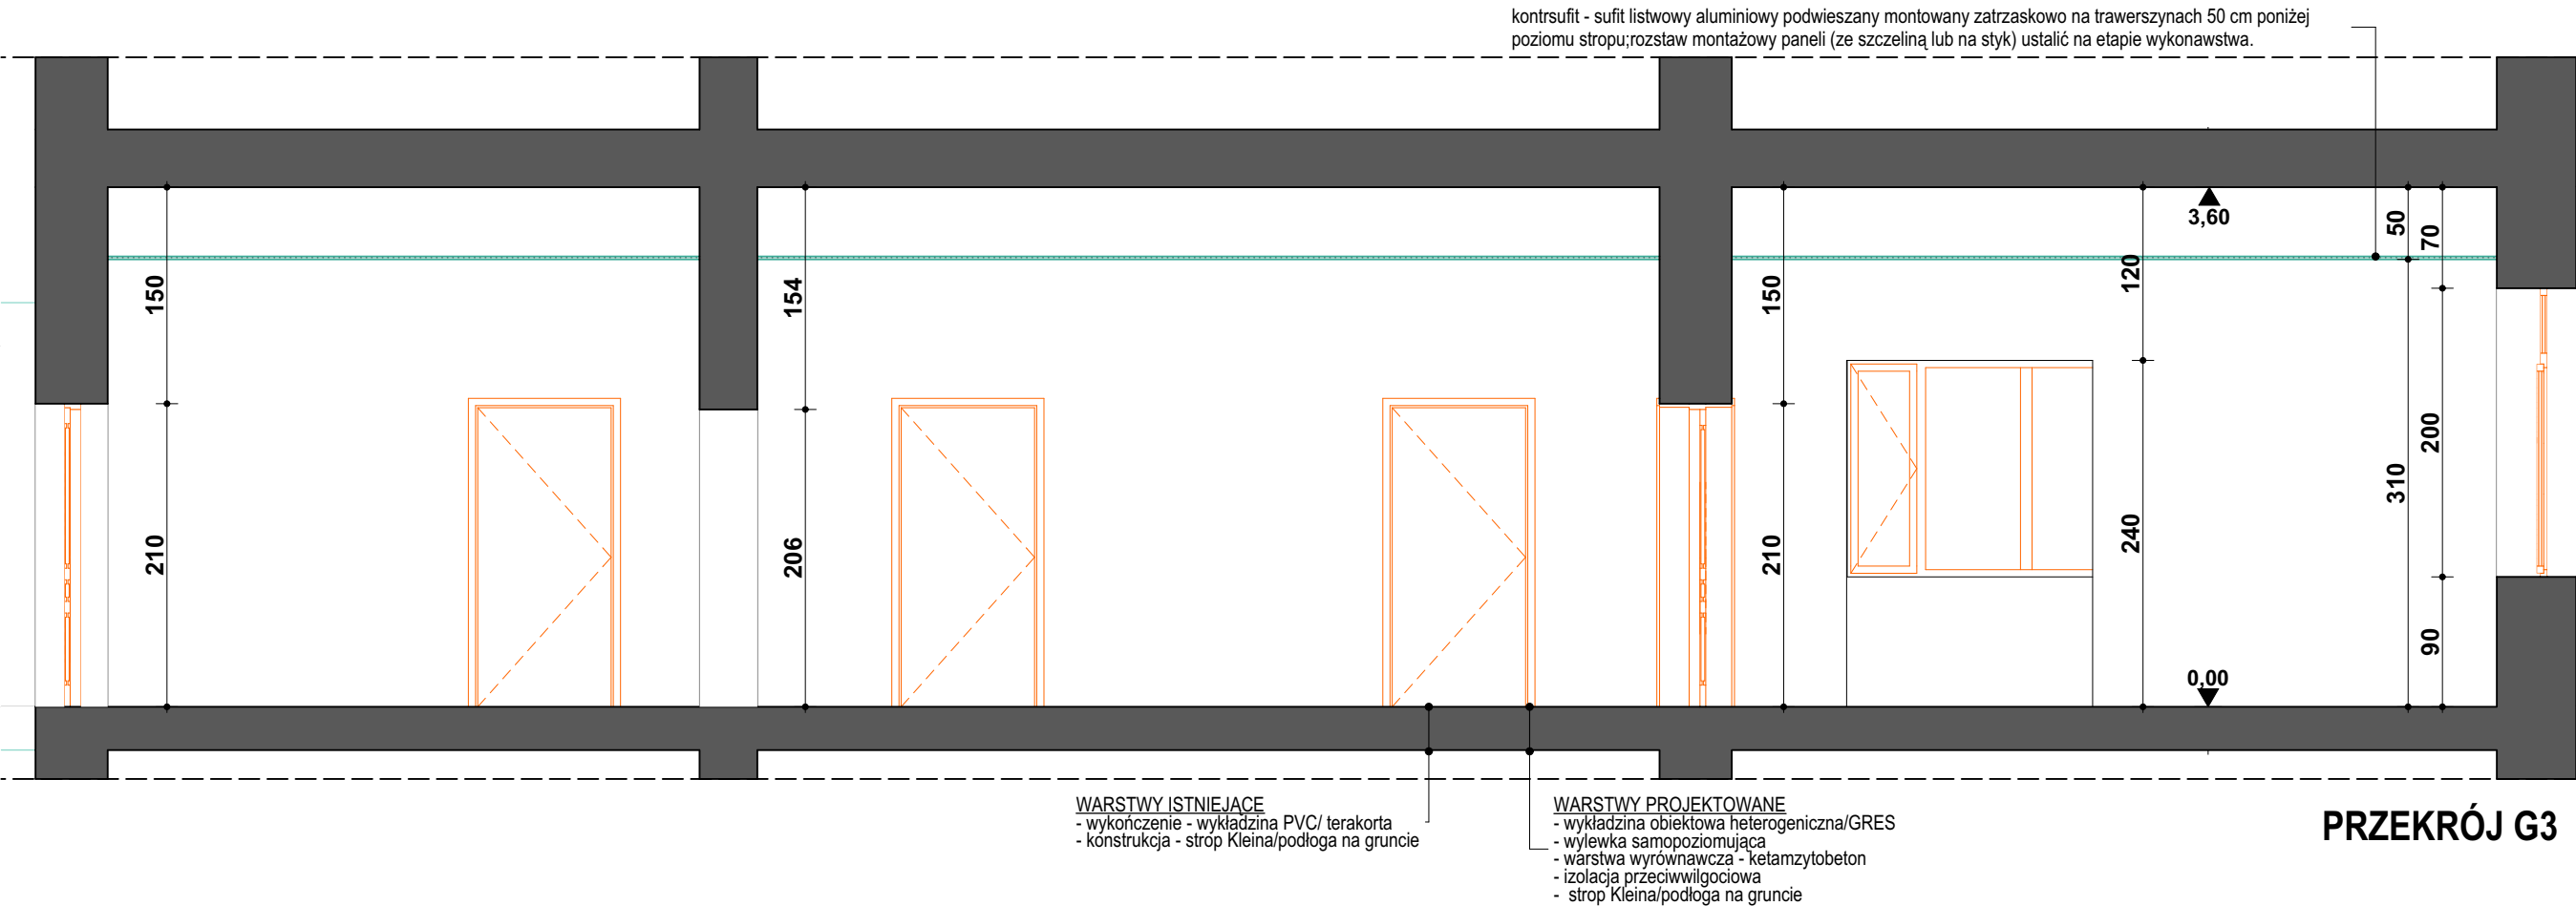 kontrsufit - sufit listwowy aluminiowy podwieszany montowany zatrzaskowo na trawerszynach 50 cm poniżej
poziomu stropu;rozstaw montażowy paneli (ze szczeliną lub na styk) ustalić na etapie wykonawstwa.
150
210
154
206
150
210
120
240
3,60
0,00
50
310
70
200
90
WARSTWY ISTNIEJĄCE
- wykończenie - wykładzina PVC/ terakorta
- konstrukcja - strop Kleina/podłoga na gruncie
WARSTWY PROJEKTOWANE
- wykładzina obiektowa heterogeniczna/GRES
- wylewka samopoziomująca
- warstwa wyrównawcza - ketamzytobeton
- izolacja przeciwwilgociowa
- strop Kleina/podłoga na gruncie
PRZEKRÓJ G3